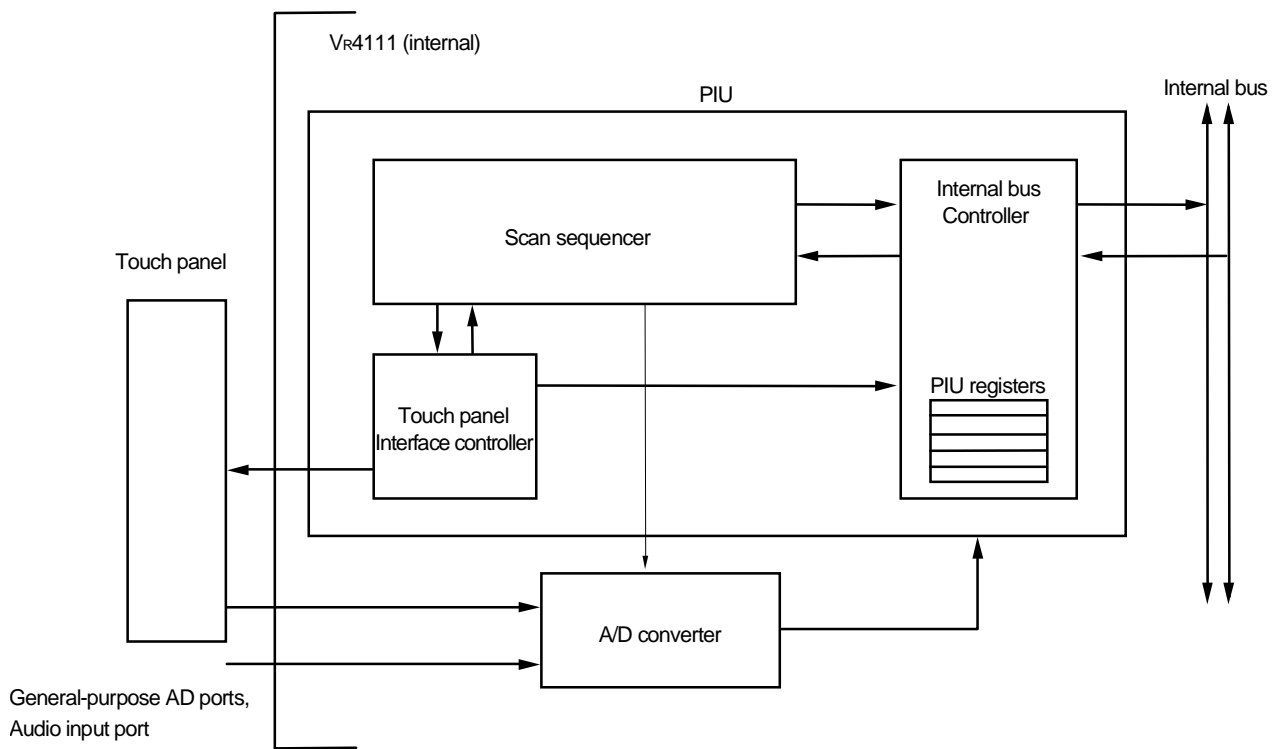 VR4111 (internal)
PIU
Internal bus
Internal bus
Controller
Scan sequencer
Touch panel
PIU registers
Touch panel
Interface controller
A/D converter
General-purpose AD ports,
Audio input port